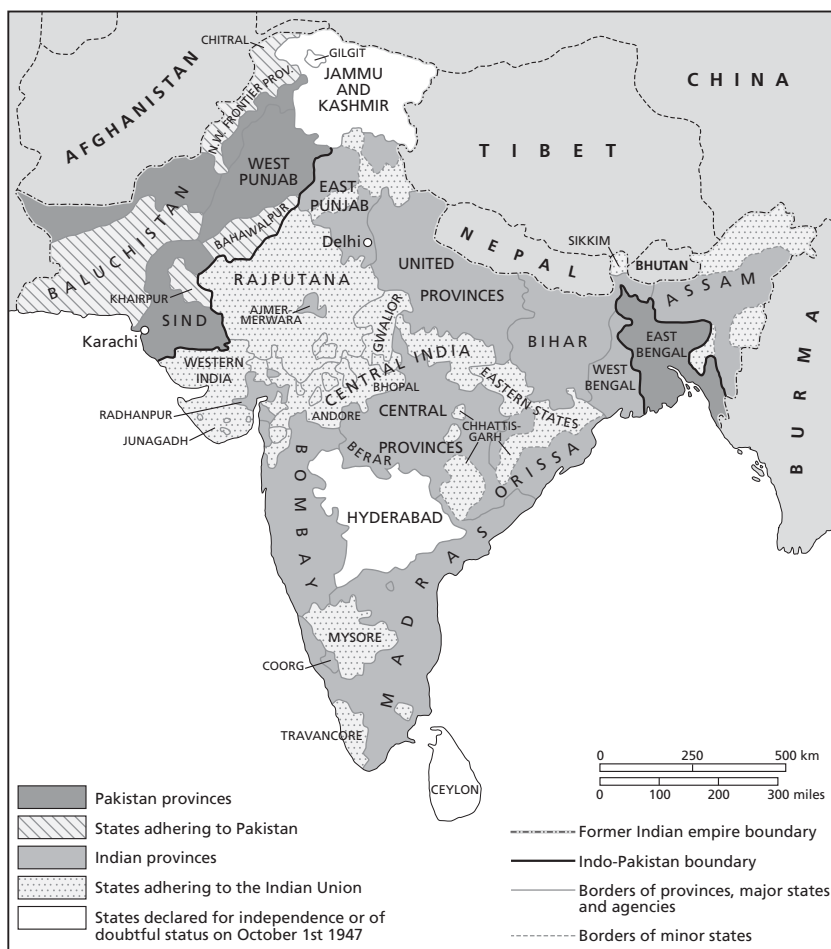 CHITRAL
GILGIT
JAMMU
AND
KASHMIR
AFGHANISTAN
N.W. FRONTIER PROV.
CHINA
TIBET
WEST
PUNJAB
EAST
PUNJAB
BALUCHISTAN
BAHAWALPUR
Delhi
NEPAL
SIKKIM
BHUTAN
ASSAM
KHAIRPUR
RAJPUTANA
UNITED
PROVINCES
SIND
AJMER-
MERWARA
GWALIOR
Karachi
BIHAR
EAST
BENGAL
WEST
BENGAL
BURMA
WESTERN
INDIA
CENTRAL INDIA
BHOPAL
EASTERN STATES
RADHANPUR
JUNAGADH
ANDORE
CENTRAL
PROVINCES
CHHATTIS-
GARH
BERAR
ORISSA
BOMBAY
HYDERABAD
MADRAS
MYSORE
COORG
TRAVANCORE
CEYLON
0 250 500 km
0 100 200 300 miles
Pakistan provinces
States adhering to Pakistan
Indian provinces
States adhering to the Indian Union
States declared for independence or of
doubtful status on October 1st 1947
Former Indian empire boundary
Indo-Pakistan boundary
Borders of provinces, major states
and agencies
Borders of minor states